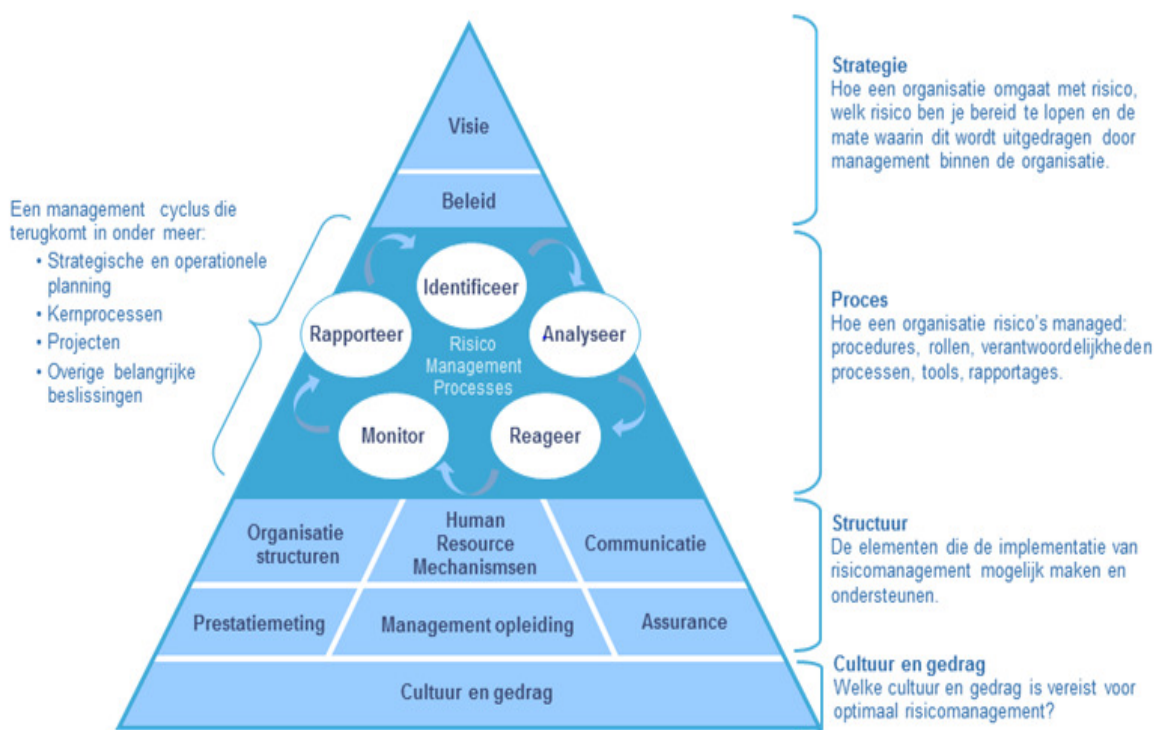 Visie
Beleid
Een management cyclus die
terugkomt in onder meer:
• Strategische en operationele
planning
• Kernprocessen
• Projecten
• Overige belangrijke
beslissingen
Identificeer
Analyseer
Reageer
Monitor
Rapporteer
Risico
Management
Processes
Organisatie
structuren
Human
Resource
Mechanismsen
Communicatie
Prestatiemeting
Management opleiding
Assurance
Cultuur en gedrag
Strategie
Hoe een organisatie omgaat met risico,
welk risico ben je bereid te lopen en de
mate waarin dit wordt uitgedragen door
management binnen de organisatie.
Proces
Hoe een organisatie risico's managed:
procedures, rollen, verantwoordelijkheden
processen, tools, rapportages.
Structuur
De elementen die de implementatie van
risicomanagement mogelijk maken en
ondersteunen.
Cultuur en gedrag
Welke cultuur en gedrag is vereist voor
optimaal risicomanagement?